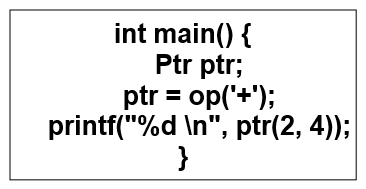 int main() {
Ptr ptr;
ptr = op('+');
printf("%d \n", ptr(2, 4));
}